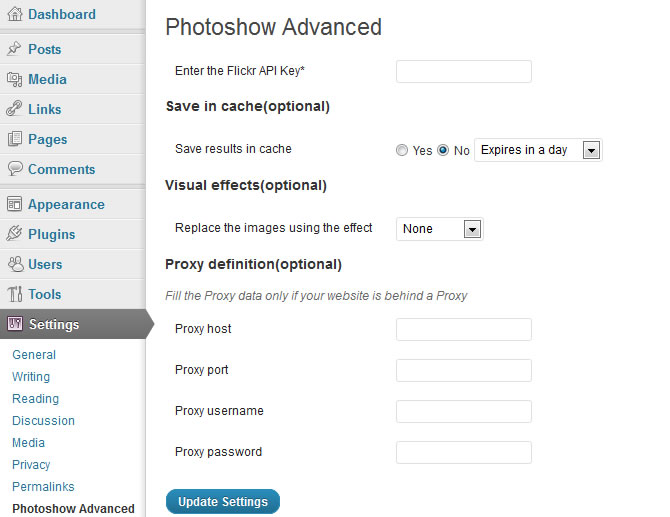 Dashboard
Posts
Media
Links
Pages
Comments
Appearance
Plugins
Users
Tools
Settings
General
Writing
Reading
Discussion
Media
Privacy
Permalinks
Photoshow Advanced
Photoshow Advanced
Enter the Flickr API Key*
Save in cache(optional)
Save results in cache Yes No Expires in a day
Visual effects(optional)
Replace the images using the effect None
Proxy definition(optional)
Fill the Proxy data only if your website is behind a Proxy
Proxy host
Proxy port
Proxy username
Proxy password
Update Settings